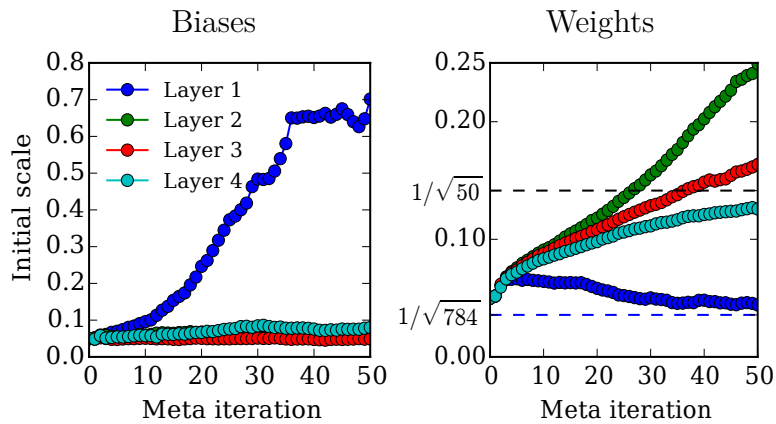 Biases
Weights
Initial scale
0.8
0.7
0.6
0.5
0.4
0.3
0.2
0.1
0.0
Layer 1
Layer 2
Layer 3
Layer 4
0 10 20 30 40 50
Meta iteration
0.25
0.20
1/√50
0.10
1/√784
0.00
0 10 20 30 40 50
Meta iteration